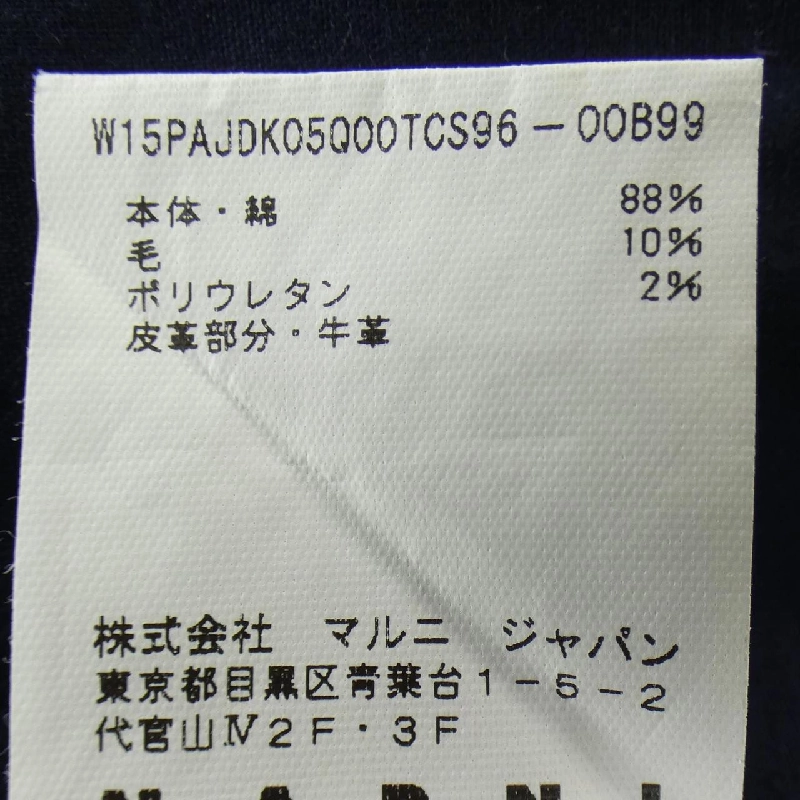 W15PAJDK05Q00TCS96-00B99
本体・綿 88%
毛 10%
ポリウレタン 2%
皮革部分・牛革
株式会社 マルニ ジャパン
東京都目黒区青葉台1-5-2
代官山Ⅳ2F・3F